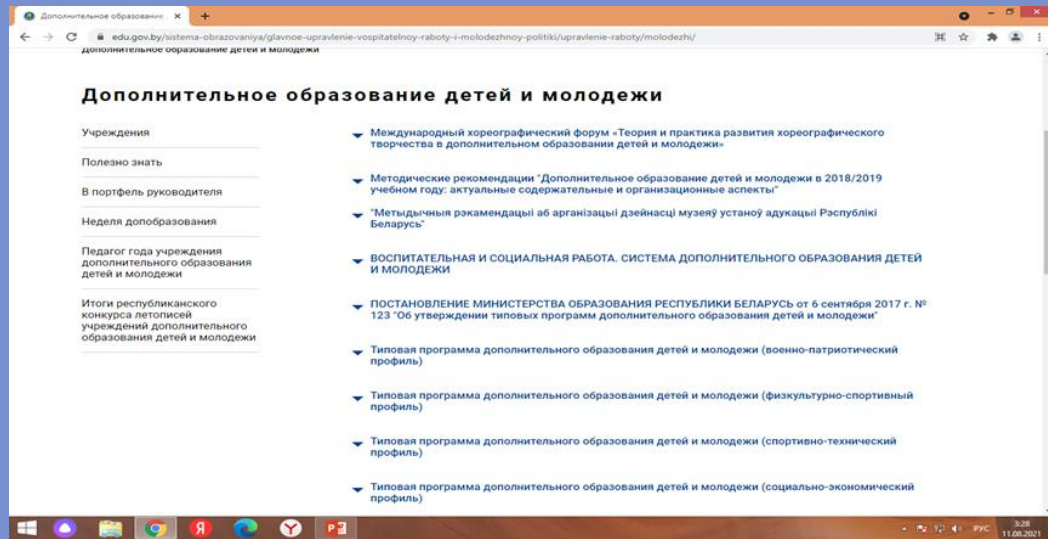 Дополнительное образование
edu.gov.by/sistema-obrazovaniya/glavnoe-upravlenie-vospitatelnoy-raboty-i-molodezhnoy-politiki/upravlenie-raboty/molodezhi/
Дополнительное образование детей и молодежи
Дополнительное образование детей и молодежи
Учреждения
Полезно знать
В портфель руководителя
Неделя допобразования
Педагог года учреждения
дополнительного образования
детей и молодежи
Итоги республиканского
конкурса летописей
учреждений дополнительного
образования детей и молодежи
Международный хореографический форум «Теория и практика развития хореографического
творчества в дополнительном образовании детей и молодежи»
Методические рекомендации "Дополнительное образование детей и молодежи в 2018/2019
учебном году: актуальные содержательные и организационные аспекты"
"Метыдычныя рэкамендацыі аб арганізацыі дзейнасці музеяў устаноў адукацыі Рэспублікі
Беларусь"
ВОСПИТАТЕЛЬНАЯ И СОЦИАЛЬНАЯ РАБОТА. СИСТЕМА ДОПОЛНИТЕЛЬНОГО ОБРАЗОВАНИЯ ДЕТЕЙ
И МОЛОДЕЖИ
ПОСТАНОВЛЕНИЕ МИНИСТЕРСТВА ОБРАЗОВАНИЯ РЕСПУБЛИКИ БЕЛАРУСЬ от 6 сентября 2017 г. №
123 "Об утверждении типовых программ дополнительного образования детей и молодежи"
Типовая программа дополнительного образования детей и молодежи (военно-патриотический
профиль)
Типовая программа дополнительного образования детей и молодежи (физкультурно-спортивный
профиль)
Типовая программа дополнительного образования детей и молодежи (спортивно-технический
профиль)
Типовая программа дополнительного образования детей и молодежи (социально-экономический
профиль)
РУС
3:28
11.08.2021